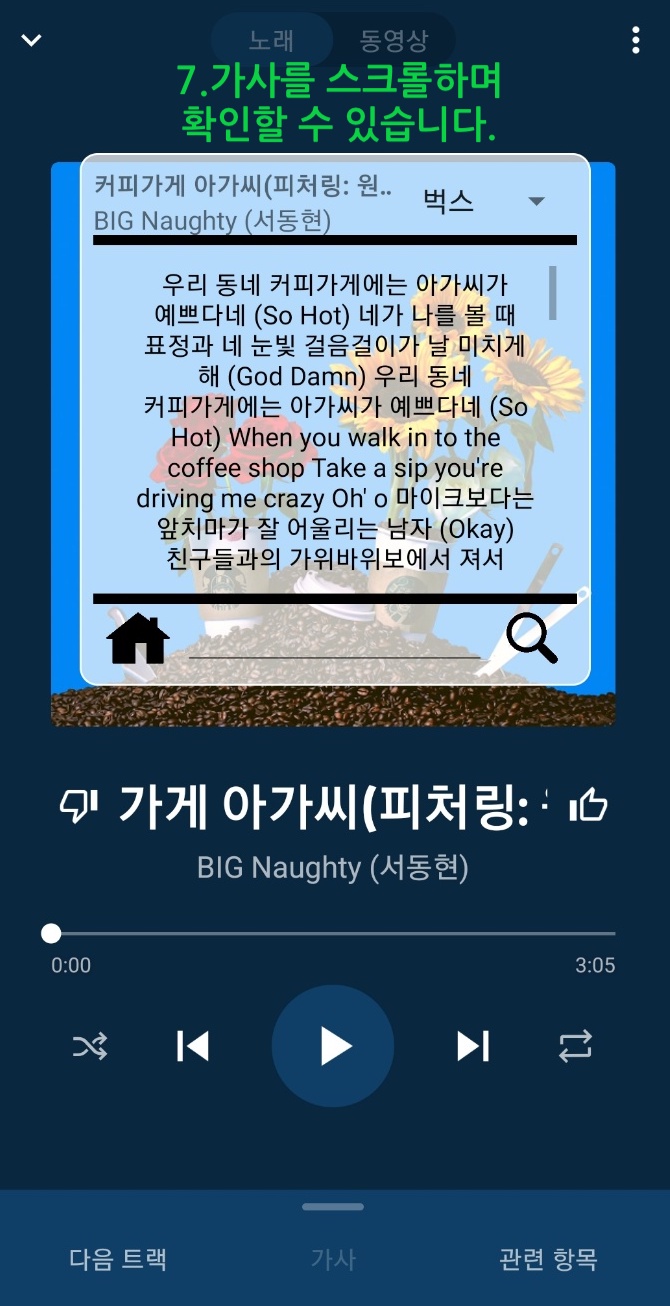 노래 동영상
7.가사를 스크롤하며
확인할 수 있습니다.
커피가게 아가씨(피처링: 원..
벅스
BIG Naughty (서동현)
우리 동네 커피가게에는 아가씨가
예쁘다네 (So Hot) 네가 나를 볼 때
표정과 네 눈빛 걸음걸이가 날 미치게
해 (God Damn) 우리 동네
커피가게에는 아가씨가 예쁘다네 (So
Hot) When you walk in to the
coffee shop Take a sip you're
driving me crazy Oh' o 마이크보다는
앞치마가 잘 어울리는 남자 (Okay)
친구들과의 가위바위보에서 져서
가게 아가씨(피처링:
BIG Naughty (서동현)
0:00 3:05
다음 트랙 가사 관련 항목